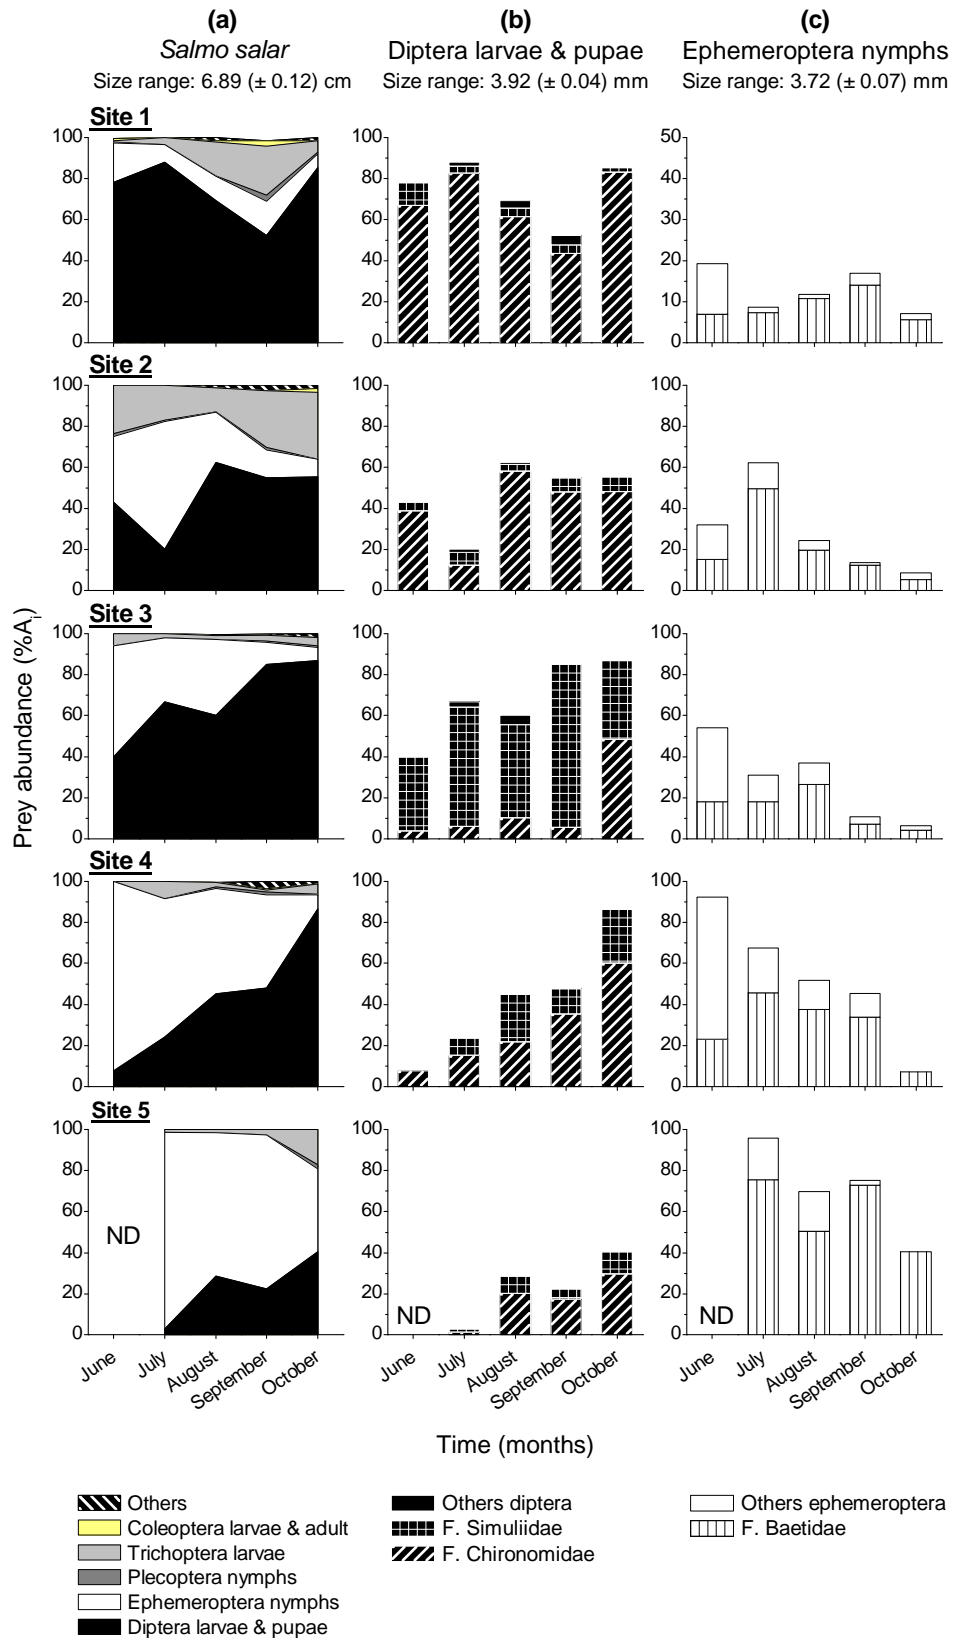 (a) (b) (c)
Salmo salar Diptera larvae & pupae Ephemeroptera nymphs
Size range: 6.89 (± 0.12) cm Size range: 3.92 (± 0.04) mm Size range: 3.72 (± 0.07) mm
Site 1
100 100 50
80 80 40
60 60 30
40 40 20
20 20 10
0 0 0
Site 2
100 100 100
80 80 80
60 60 60
40 40 40
20 20 20
0 0 0
Prey abundance (%Ai)
Site 3
100 100 100
80 80 80
60 60 60
40 40 40
20 20 20
0 0 0
Site 4
100 100 100
80 80 80
60 60 60
40 40 40
20 20 20
0 0 0
Site 5
100 100 100
80 80 80
60 60 60
ND
40 40 40
20 20 20
ND ND
0 0 0
June July August September October June July August September October June July August September October
Time (months)
Others
Coleoptera larvae & adult
Trichoptera larvae
Plecoptera nymphs
Ephemeroptera nymphs
Diptera larvae & pupae
Others diptera
F. Simuliidae
F. Chironomidae
Others ephemeroptera
F. Baetidae